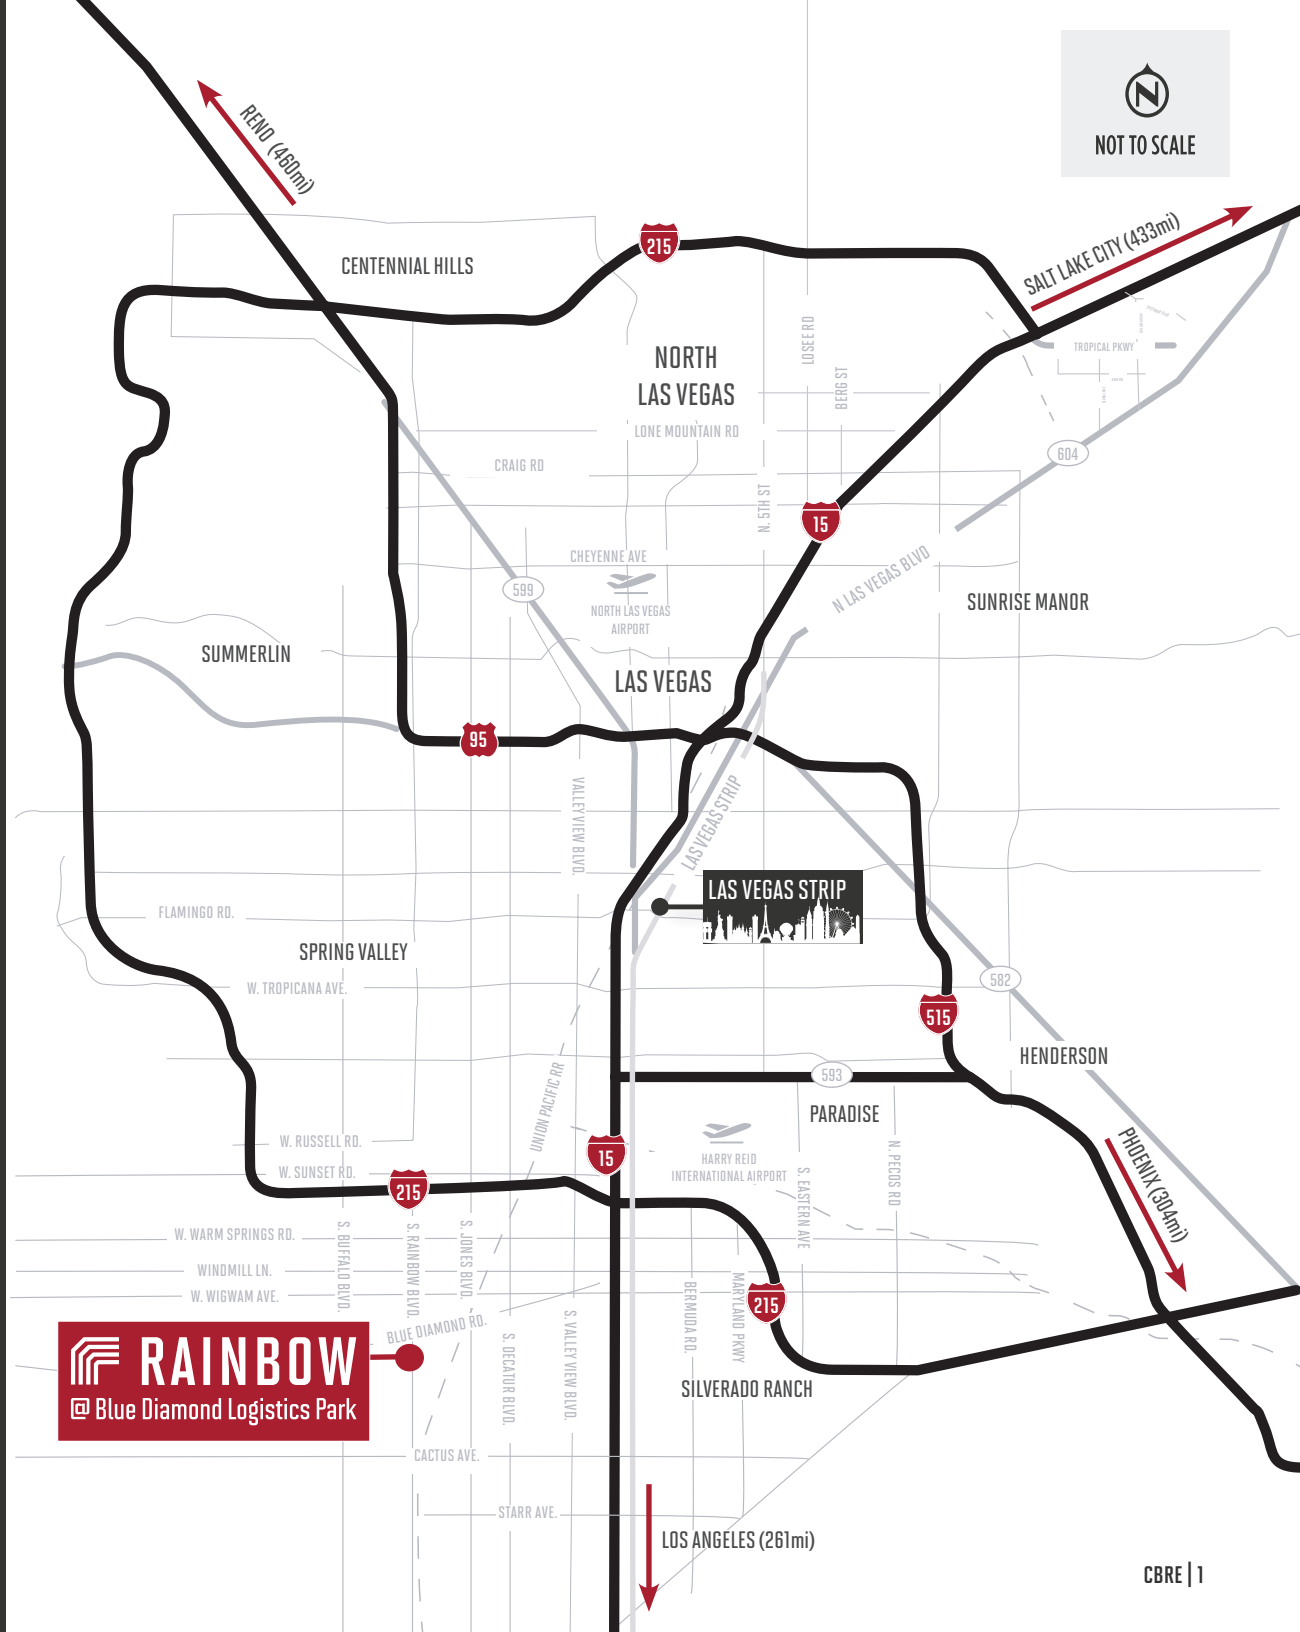 RENO (460mi)
NOT TO SCALE
CENTENNIAL HILLS
215
SALT LAKE CITY (433mi)
NORTH
LAS VEGAS
LOSEE RD
BERG ST
TROPICAL PKWY
LONE MOUNTAIN RD
CRAIG RD
604
N. 5TH ST
15
CHEYENNE AVE
599
NORTH LAS VEGAS
AIRPORT
N LAS VEGAS BLVD
SUNRISE MANOR
SUMMERLIN
LAS VEGAS
95
VALLEY VIEW BLVD.
LAS VEGAS STRIP
LAS VEGAS STRIP
FLAMINGO RD.
SPRING VALLEY
W. TROPICANA AVE.
582
515
HENDERSON
593
PARADISE
UNION PACIFIC RR
W. RUSSELL RD.
15
HARRY REID
INTERNATIONAL AIRPORT
N. PECOS RD
PHOENIX (304mi)
W. SUNSET RD.
215
S. EASTERN AVE
W. WARM SPRINGS RD.
S. BUFFALO BLVD.
S. RAINBOW BLVD.
S. JONES BLVD.
WINDMILL LN.
W. WIGWAM AVE.
BERMUDA RD.
MARYLAND PKWY
215
BLUE DIAMOND RD.
S. DECATUR BLVD.
S. VALLEY VIEW BLVD.
RAINBOW
@ Blue Diamond Logistics Park
SILVERADO RANCH
CACTUS AVE.
STARR AVE.
LOS ANGELES (261mi)
CBRE | 1